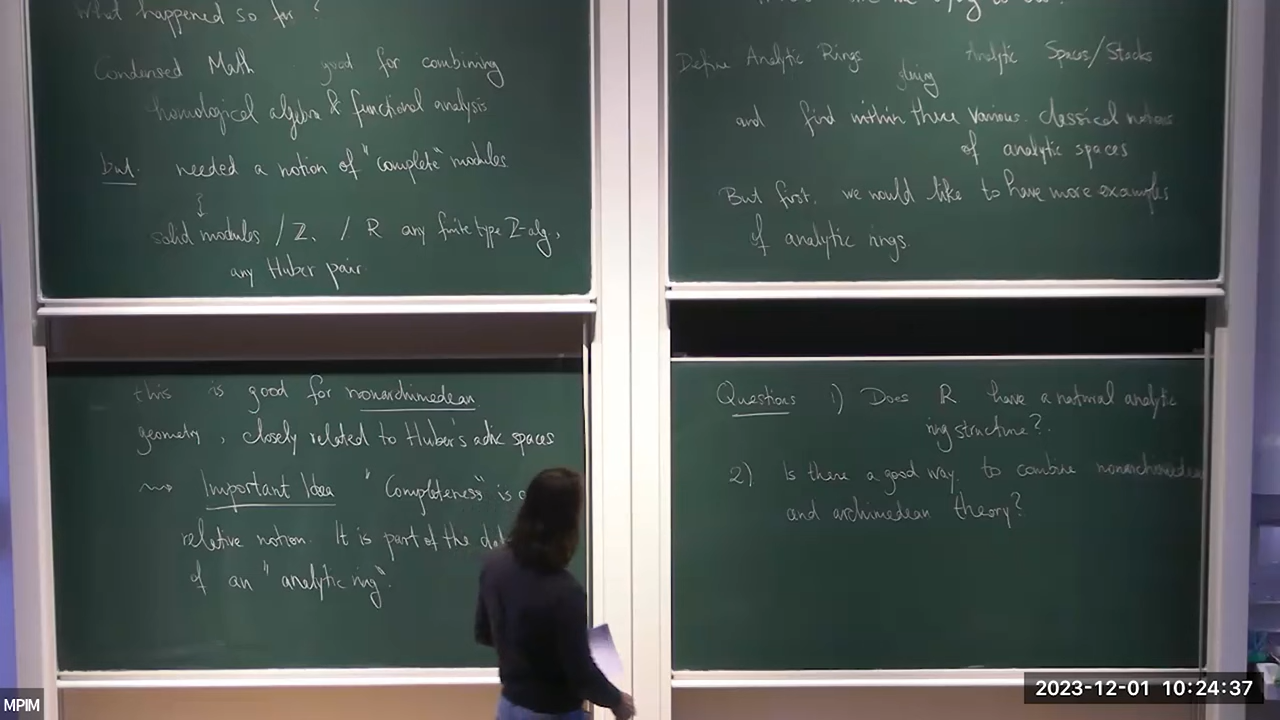 What happened so far?
Condensed Math good for combining
homological algebra & functional analysis
but needed a notion of "complete" modules
solid modules / Z, / R any finite type Z-alg,
any Huber pair
this is good for nonarchimedean
geometry, closely related to Huber's adic spaces
Important Idea "Completeness" is a
relative notion. It is part of the
of an "analytic ring".
Define Analytic Rings Analytic Spaces/Stacks
and find within these various classical notions
of analytic spaces
But first, we would like to have more examples
of analytic rings.
Questions 1) Does R have a natural analytic
ring structure?
2) Is there a good way to combine nonarchimedean
and archimedean theory?
MPIM
2023-12-01 10:24:37